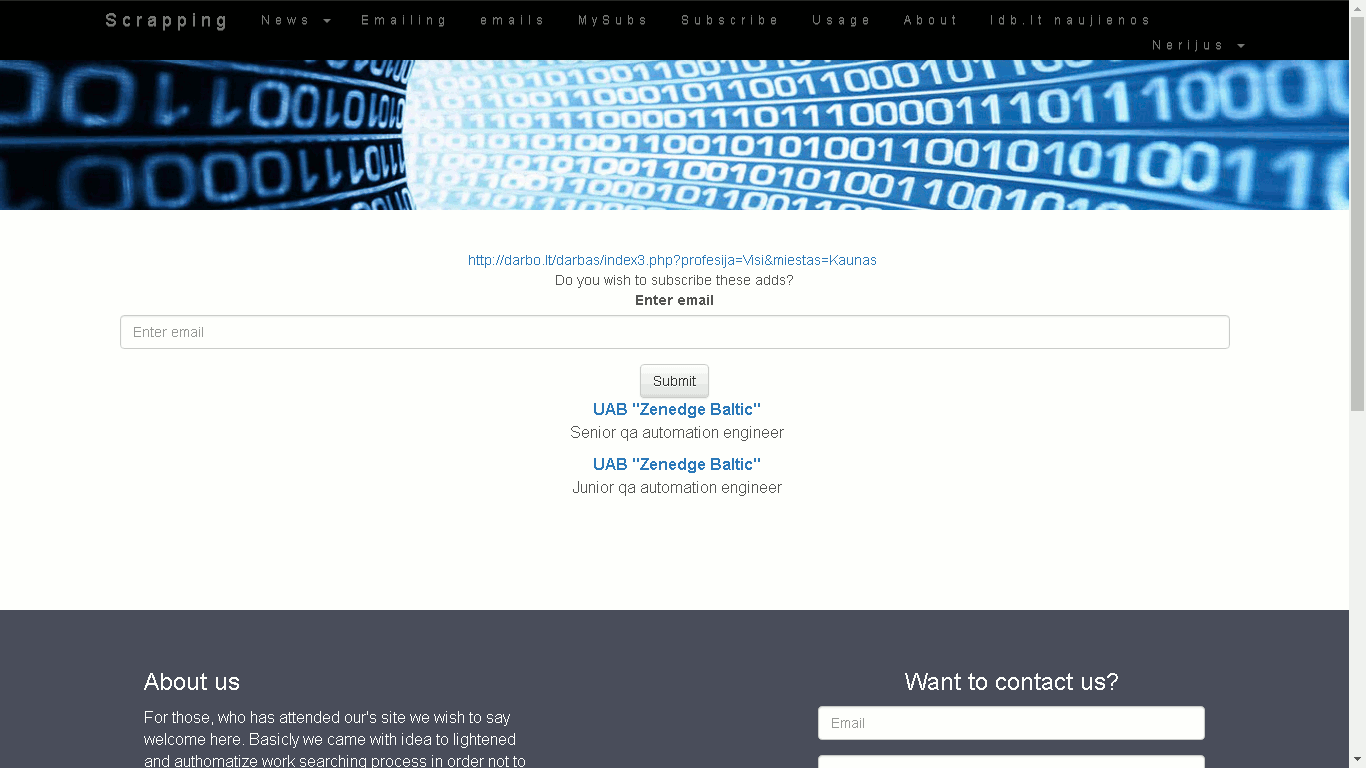 Scrapping News Emailing emails MySubs Subscribe Usage About ldb.lt naujienos
Nerijus
http://darbo.lt/darbas/index3.php?profesija=Visi&miestas=Kaunas
Do you wish to subscribe these adds?
Enter email
Enter email
Submit
UAB "Zenedge Baltic"
Senior qa automation engineer
UAB "Zenedge Baltic"
Junior qa automation engineer
About us
For those, who has attended our's site we wish to say
welcome here. Basicly we came with idea to lightened
and authomatize work searching process in order not to
Want to contact us?
Email